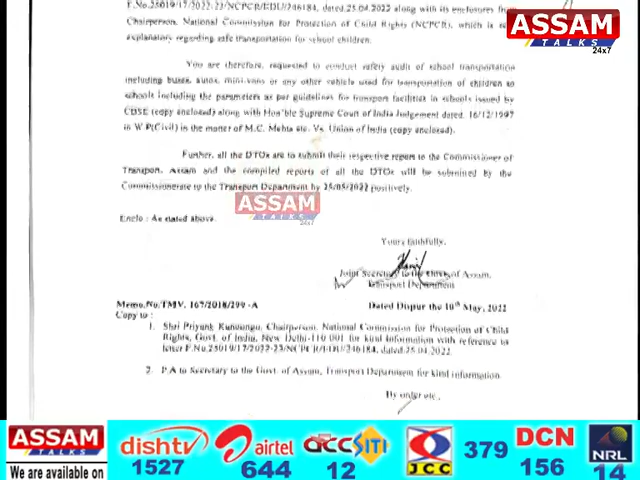 F.No.25019/17/2022-23/NCPCR/EDU/246184, dated.25.04.2022 along with its enclosures from
Chairperson, National Commission for Protection of Child Rights (NCPCR), which is
explanatory regarding safe transportation for school children.
You are therefore, requested to conduct safety audit of school transportation
including buses, autos, mini-vans or any other vehicle used for transportation of children to
schools including the parameters as per guidelines for transport facilities in schools issued by
CBSE (copy enclosed) along with Hon'ble Supreme Court of India Judgement dated. 16/12/1997
in W P(Civil) in the matter of M.C. Mehta etc. Vs. Union of India (copy enclosed).
Further, all the DTOs are to submit their respective report to the Commissioner of
Transport, Assam and the compiled reports of all the DTOs will be submitted by the
Commissionerate to the Transport Department by 25/05/2022 positively.
Enclo : As stated above.
Yours faithfully,
Joint Secretary to the Govt. of Assam,
Transport Department
Memo.No.TMV. 167/2018/299 -A
Dated Dispur the 10th May, 2022
Copy to :
1. Shri Priyank Kanungo, Chairperson, National Commission for Protection of Child
Rights, Govt. of India, New Delhi-110 001 for kind information with reference to
letter F.No.25019/17/2022-23/NCPCR/EDU/246184, dated.25.04.2022.
2. P.A to Secretary to the Govt. of Assam, Transport Department for kind information.
By order etc.,
ASSAM
TALKS
24x7
ASSAM
TALKS
24x7
ASSAM
TALKS
We are available on
dishtv
1527
airtel
644
acc SITI
12
JCC
379
DCN
156
NRL
14